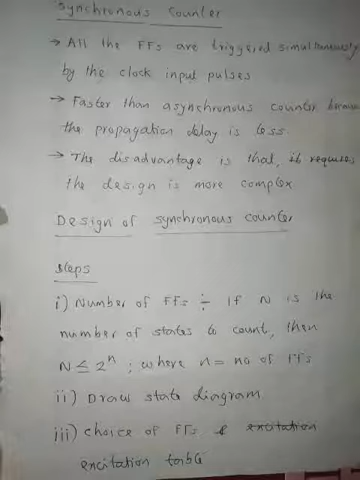 Synchronous Counter
→ All the FFs are triggered simultaneously
by the clock input pulses
→ Faster than asynchronous counter because
the propagation delay is less
→ The disadvantage is that, it requires
the design is more complex
Design of synchronous counter
steps
i) Number of FFs ÷ If N is the
number of states to count, then
N ≤ 2^n ; where n = no of FFs
ii) Draw state diagram
iii) choice of FFs & excitation
excitation table